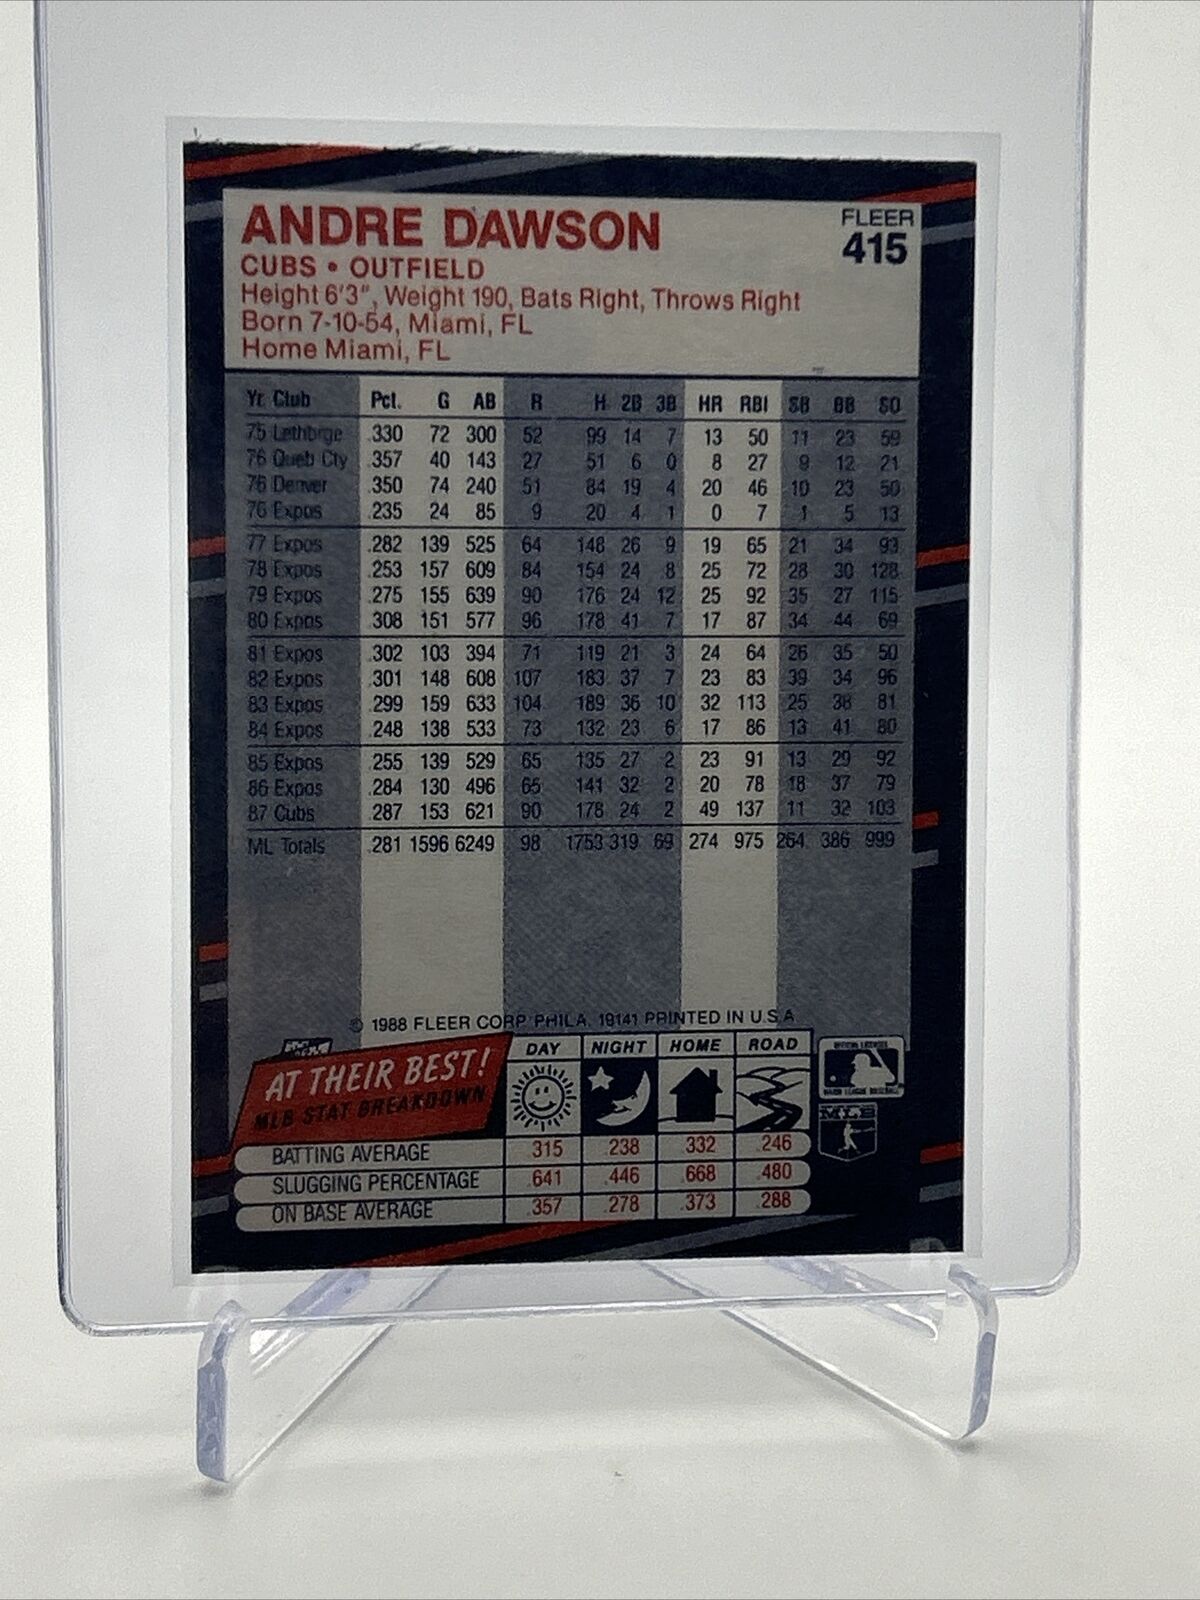 ANDRE DAWSON
FLEER
415
CUBS • OUTFIELD
Height 6'3", Weight 190, Bats Right, Throws Right
Born 7-10-54, Miami, FL
Home Miami, FL
Yr. Club Pct. G AB R H 2B 3B HR RBI SB BB SO
75 Lethbrge .330 72 300 52 99 14 7 13 50 11 23 59
76 Queb Cty .357 40 143 27 51 6 0 8 27 9 12 21
76 Denver .350 74 240 51 84 19 4 20 46 10 23 50
76 Expos .235 24 85 9 20 4 1 0 7 1 5 13
77 Expos .282 139 525 64 148 26 9 19 65 21 34 93
78 Expos .253 157 609 84 154 24 8 25 72 28 30 128
79 Expos .275 155 639 90 176 24 12 25 92 35 27 115
80 Expos .308 151 577 96 178 41 7 17 87 34 44 69
81 Expos .302 103 394 71 119 21 3 24 64 26 35 50
82 Expos .301 148 608 107 183 37 7 23 83 39 34 96
83 Expos .299 159 633 104 189 36 10 32 113 25 38 81
84 Expos .248 138 533 73 132 23 6 17 86 13 41 80
85 Expos .255 139 529 65 135 27 2 23 91 13 29 92
86 Expos .284 130 496 65 141 32 2 20 78 18 37 79
87 Cubs .287 153 621 90 178 24 2 49 137 11 32 103
ML Totals .281 1596 6249 98 1753 319 69 274 975 264 386 999
© 1988 FLEER CORP PHILA. 19141 PRINTED IN U.S.A
AT THEIR BEST!
MLB STAT BREAKDOWN
DAY NIGHT HOME ROAD
BATTING AVERAGE .315 .238 .332 .246
SLUGGING PERCENTAGE .641 .446 .668 .480
ON BASE AVERAGE .357 .278 .373 .288
OFFICIAL LICENSEE
MAJOR LEAGUE BASEBALL
MLB